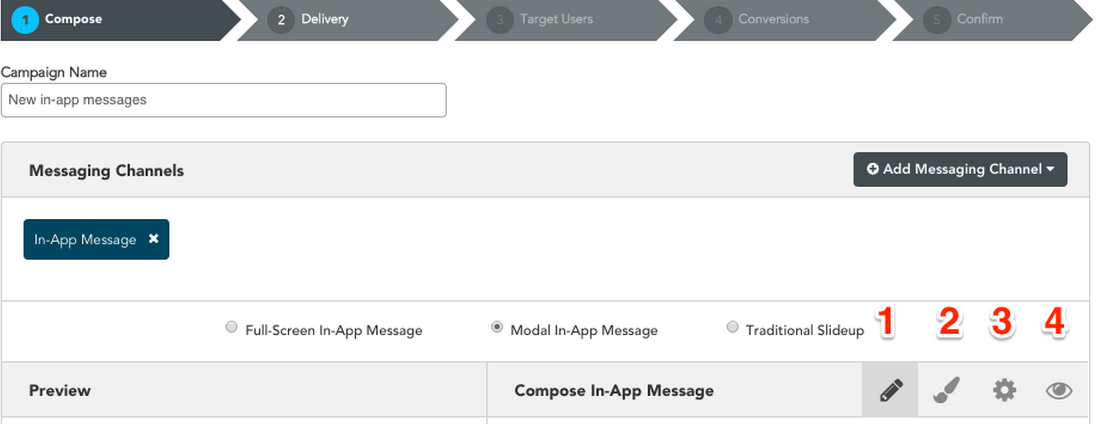 1 Compose 2 Delivery 3 Target Users 4 Conversions 5 Confirm
Campaign Name
New in-app messages
Messaging Channels Add Messaging Channel
In-App Message ×
Full-Screen In-App Message Modal In-App Message Traditional Slideup 1 2 3 4
Preview Compose In-App Message